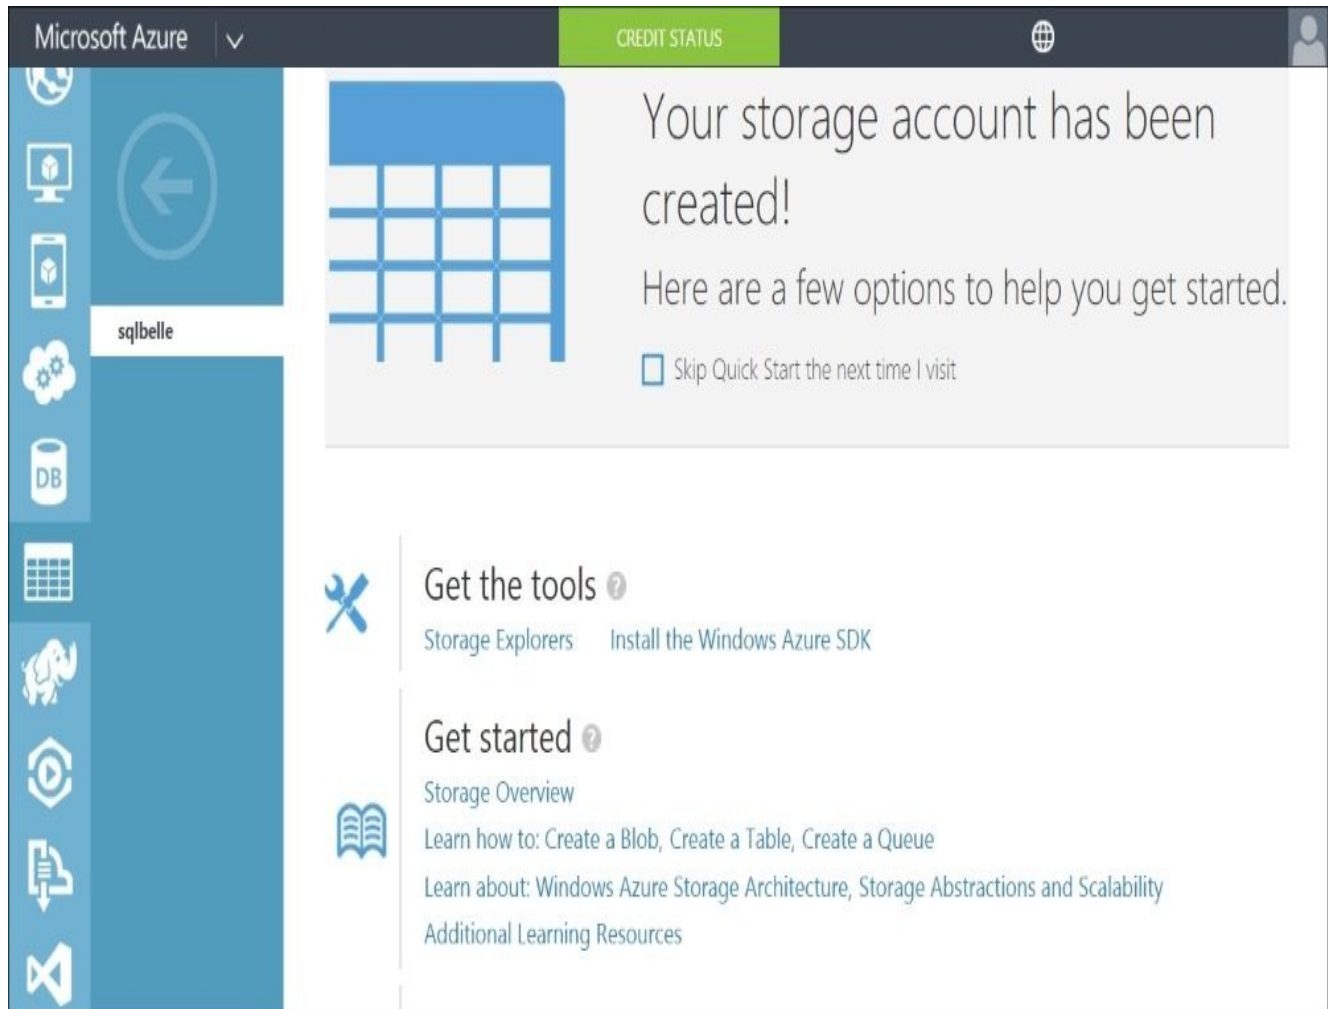 Microsoft Azure
CREDIT STATUS
Your storage account has been
created!
Here are a few options to help you get started.
Skip Quick Start the next time I visit
sqlbelle
DB
Get the tools ?
Storage Explorers Install the Windows Azure SDK
Get started ?
Storage Overview
Learn how to: Create a Blob, Create a Table, Create a Queue
Learn about: Windows Azure Storage Architecture, Storage Abstractions and Scalability
Additional Learning Resources